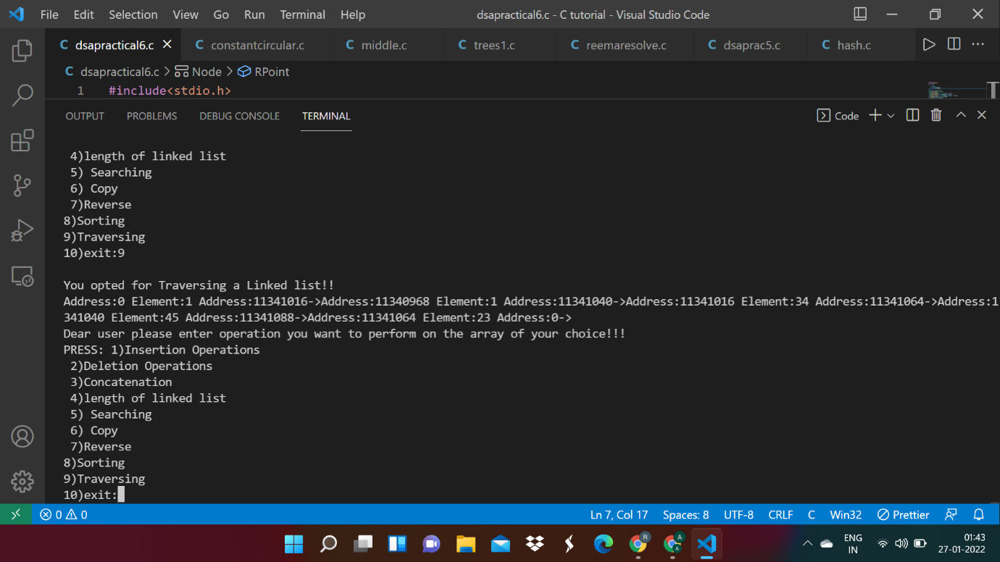 File Edit Selection View Go Run Terminal Help dsapractical6.c - C tutorial - Visual Studio Code
C dsapractical6.c C constantcircular.c C middle.c C trees1.c C reemaresolve.c C dsaprac5.c C hash.c
C dsapractical6.c > Node > RPoint
1 #include<stdio.h>
OUTPUT PROBLEMS DEBUG CONSOLE TERMINAL Code
4)length of linked list
5) Searching
6) Copy
7)Reverse
8)Sorting
9)Traversing
10)exit:9
You opted for Traversing a Linked list!!
Address:0 Element:1 Address:11341016->Address:11340968 Element:1 Address:11341040->Address:11341016 Element:34 Address:11341064->Address:1
341040 Element:45 Address:11341088->Address:11341064 Element:23 Address:0->
Dear user please enter operation you want to perform on the array of your choice!!!
PRESS: 1)Insertion Operations
2)Deletion Operations
3)Concatenation
4)length of linked list
5) Searching
6) Copy
7)Reverse
8)Sorting
9)Traversing
10)exit:
0 0 Ln 7, Col 17 Spaces: 8 UTF-8 CRLF C Win32 Prettier
R A A ENG 01:43
IN 27-01-2022